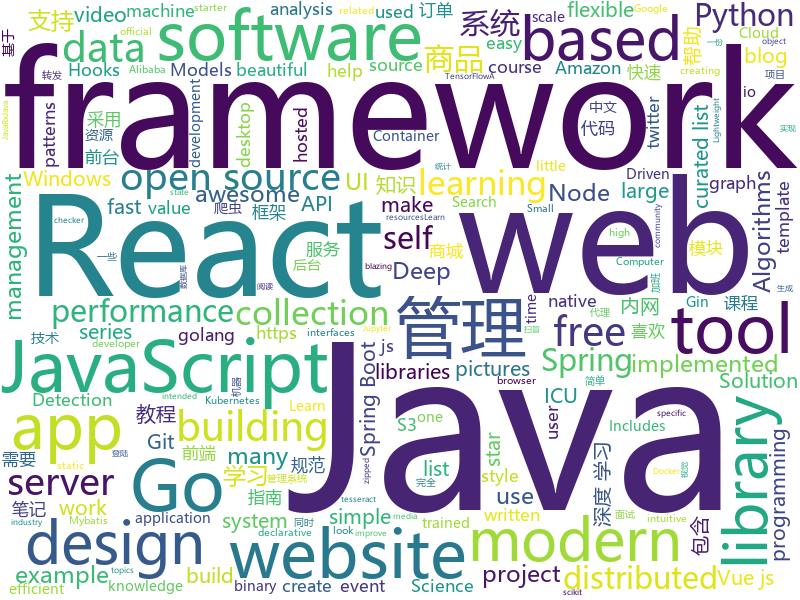 基于 支持 video machine analysis used 订单 flexible Python related starter official Google Cloud 一份 object creating
转发 data Alibaba software 商品 系统 based easy source course Amazon 快速 blog 帮助 TensorFlowA 项目
JavaRxJava Hooks Models beautiful help
patterns 采用 资源 前台 development desktop hosted Container twitter 代码 io 中文 curated list Lightweight 实现
framework
Windows open source UI 知识 learning Node Driven large graph
统计 awesome little
management fast value 爬虫 框架 API make Deep 商城 Search Small high community Algorithms template
state checker 服务 后台 self 模块 Computer
React web
resourcesLearn blazing 数据库 一些 阅读 加班 生成
performance collection 管理 native time Gin 课程
series golang https interfaces js libraries free 内网 喜欢 代理 tool
技术 developer Spring 扫盲 简单 browser
JavaScript Spring Boot pictures implemented
Detection 机器 Kubernetes Learn ICU user Solution
app building Java S3 one Includes intended specific
需要 教程 Git 前端 many star
server Go 学习 规范 list style 深度 学习 包含 library programming
笔记 work 指南 管理系统 use static Docker 视觉
design system simple trained written modern 登陆 zipped 完全
example application tesseract project distributed Vue js
efficient build website declarative look binary create event Science 面试 intuitive
industry Mybatis knowledge 同时 media improve topics scikit